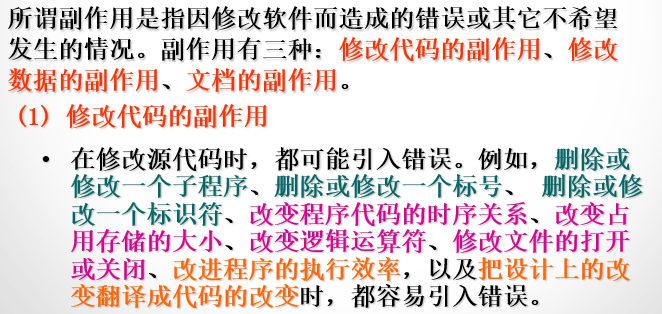 所谓副作用是指因修改软件而造成的错误或其它不希望
发生的情况。副作用有三种：修改代码的副作用、修改
数据的副作用、文档的副作用。
(1) 修改代码的副作用
• 在修改源代码时，都可能引入错误。例如，删除或
修改一个子程序、删除或修改一个标号、 删除或修
改一个标识符、改变程序代码的时序关系、改变占
用存储的大小、改变逻辑运算符、修改文件的打开
或关闭、改进程序的执行效率，以及把设计上的改
变翻译成代码的改变时，都容易引入错误。